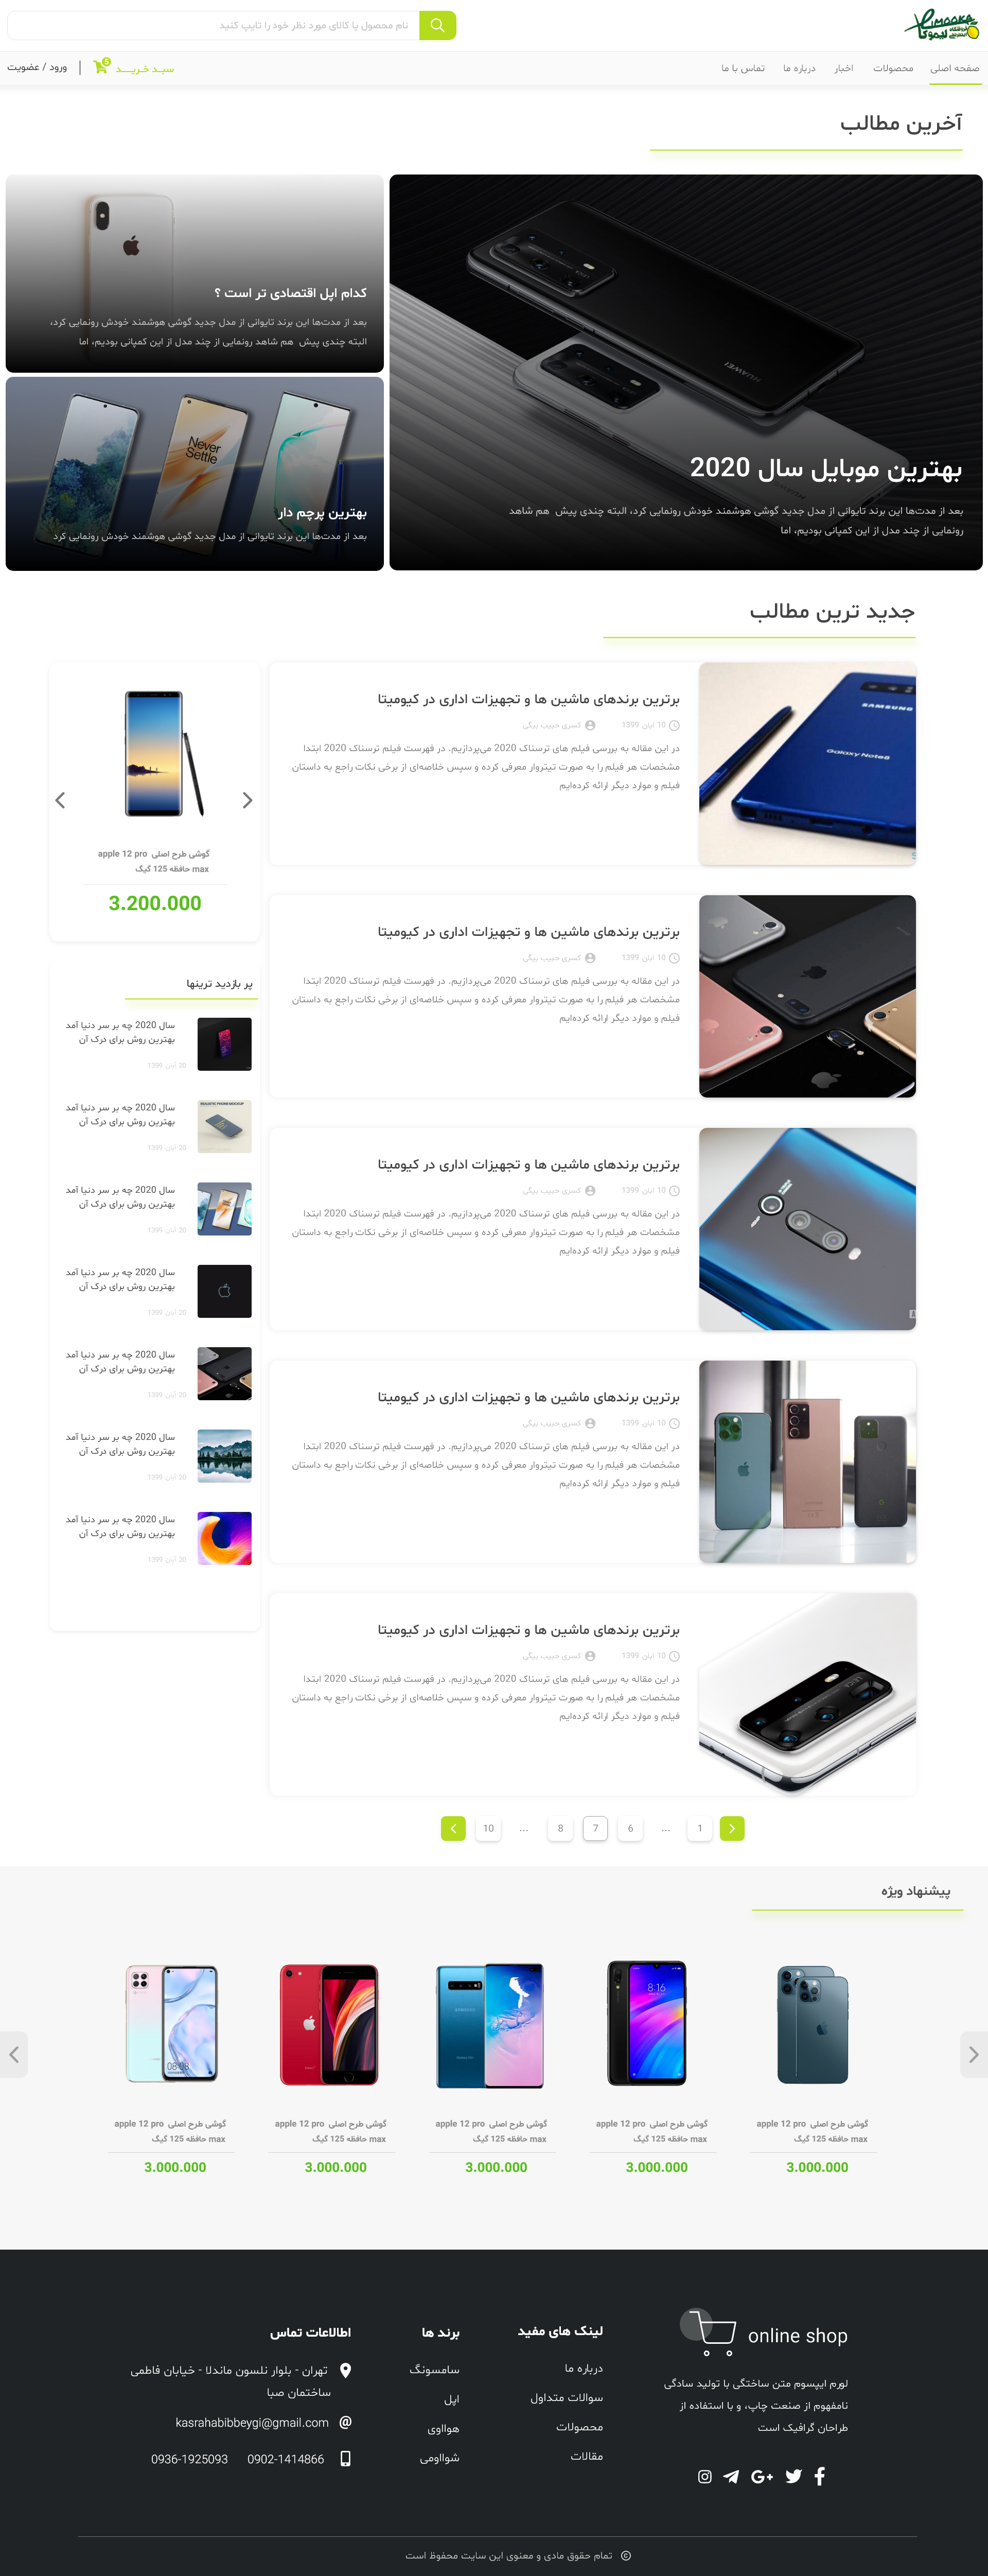 LIMOOKA
فروشگاه اینترنتی
لیموکا
نام محصول یا کالای مورد نظر خود را تایپ کنید
صفحه اصلی
محصولات
اخبار
درباره ما
تماس با ما
سبد خرید
5
ورود / عضویت
آخرین مطالب
HUAWEI
بهترین موبایل سال 2020
بعد از مدت‌ها این برند تایوانی از مدل جدید گوشی هوشمند خودش رونمایی کرد، البته چندی پیش هم شاهد
رونمایی از چند مدل از این کمپانی بودیم، اما
کدام اپل اقتصادی تر است ؟
بعد از مدت‌ها این برند تایوانی از مدل جدید گوشی هوشمند خودش رونمایی کرد،
البته چندی پیش هم شاهد رونمایی از چند مدل از این کمپانی بودیم، اما
Never
Settle
بهترین پرچم دار
بعد از مدت‌ها این برند تایوانی از مدل جدید گوشی هوشمند خودش رونمایی کرد
جدید ترین مطالب
SAMSUNG
Galaxy Note8
برترین برندهای ماشین ها و تجهیزات اداری در کیومیتا
10 ابان 1399
کسری حبیب بیگی
در این مقاله به بررسی فیلم های ترسناک 2020 می‌پردازیم. در فهرست فیلم ترسناک 2020 ابتدا
مشخصات هر فیلم را به صورت تیتروار معرفی کرده و سپس خلاصه‌ای از برخی نکات راجع به داستان
فیلم و موارد دیگر ارائه کرده‌ایم
برترین برندهای ماشین ها و تجهیزات اداری در کیومیتا
10 ابان 1399
کسری حبیب بیگی
در این مقاله به بررسی فیلم های ترسناک 2020 می‌پردازیم. در فهرست فیلم ترسناک 2020 ابتدا
مشخصات هر فیلم را به صورت تیتروار معرفی کرده و سپس خلاصه‌ای از برخی نکات راجع به داستان
فیلم و موارد دیگر ارائه کرده‌ایم
برترین برندهای ماشین ها و تجهیزات اداری در کیومیتا
10 ابان 1399
کسری حبیب بیگی
در این مقاله به بررسی فیلم های ترسناک 2020 می‌پردازیم. در فهرست فیلم ترسناک 2020 ابتدا
مشخصات هر فیلم را به صورت تیتروار معرفی کرده و سپس خلاصه‌ای از برخی نکات راجع به داستان
فیلم و موارد دیگر ارائه کرده‌ایم
برترین برندهای ماشین ها و تجهیزات اداری در کیومیتا
10 ابان 1399
کسری حبیب بیگی
در این مقاله به بررسی فیلم های ترسناک 2020 می‌پردازیم. در فهرست فیلم ترسناک 2020 ابتدا
مشخصات هر فیلم را به صورت تیتروار معرفی کرده و سپس خلاصه‌ای از برخی نکات راجع به داستان
فیلم و موارد دیگر ارائه کرده‌ایم
برترین برندهای ماشین ها و تجهیزات اداری در کیومیتا
10 ابان 1399
کسری حبیب بیگی
در این مقاله به بررسی فیلم های ترسناک 2020 می‌پردازیم. در فهرست فیلم ترسناک 2020 ابتدا
مشخصات هر فیلم را به صورت تیتروار معرفی کرده و سپس خلاصه‌ای از برخی نکات راجع به داستان
فیلم و موارد دیگر ارائه کرده‌ایم
LEICA
گوشی طرح اصلی apple 12 pro
max حافظه 125 گیگ
3.200.000
پر بازدید ترینها
سال 2020 چه بر سر دنیا آمد
بهترین روش برای درک آن
20 آبان 1399
REALISTIC PHONE MOCKUP
سال 2020 چه بر سر دنیا آمد
بهترین روش برای درک آن
20 آبان 1399
سال 2020 چه بر سر دنیا آمد
بهترین روش برای درک آن
20 آبان 1399
سال 2020 چه بر سر دنیا آمد
بهترین روش برای درک آن
20 آبان 1399
سال 2020 چه بر سر دنیا آمد
بهترین روش برای درک آن
20 آبان 1399
سال 2020 چه بر سر دنیا آمد
بهترین روش برای درک آن
20 آبان 1399
سال 2020 چه بر سر دنیا آمد
بهترین روش برای درک آن
20 آبان 1399
1 ... 6 7 8 ... 10
پیشنهاد ویژه
گوشی طرح اصلی apple 12 pro
max حافظه 125 گیگ
3.000.000
8:16
گوشی طرح اصلی apple 12 pro
max حافظه 125 گیگ
3.000.000
SAMSUNG
گوشی طرح اصلی apple 12 pro
max حافظه 125 گیگ
3.000.000
گوشی طرح اصلی apple 12 pro
max حافظه 125 گیگ
3.000.000
08:08
گوشی طرح اصلی apple 12 pro
max حافظه 125 گیگ
3.000.000
online shop
لورم ایپسوم متن ساختگی با تولید سادگی
نامفهوم از صنعت چاپ، و با استفاده از
طراحان گرافیک است
لینک های مفید
درباره ما
سوالات متداول
محصولات
مقالات
برند ها
سامسونگ
اپل
هوااوی
شوااومی
اطلاعات تماس
تهران - بلوار نلسون ماندلا - خیابان فاطمی
ساختمان صبا
kasrahabibbeygi@gmail.com
0902-1414866
0936-1925093
© تمام حقوق مادی و معنوی این سایت محفوظ است